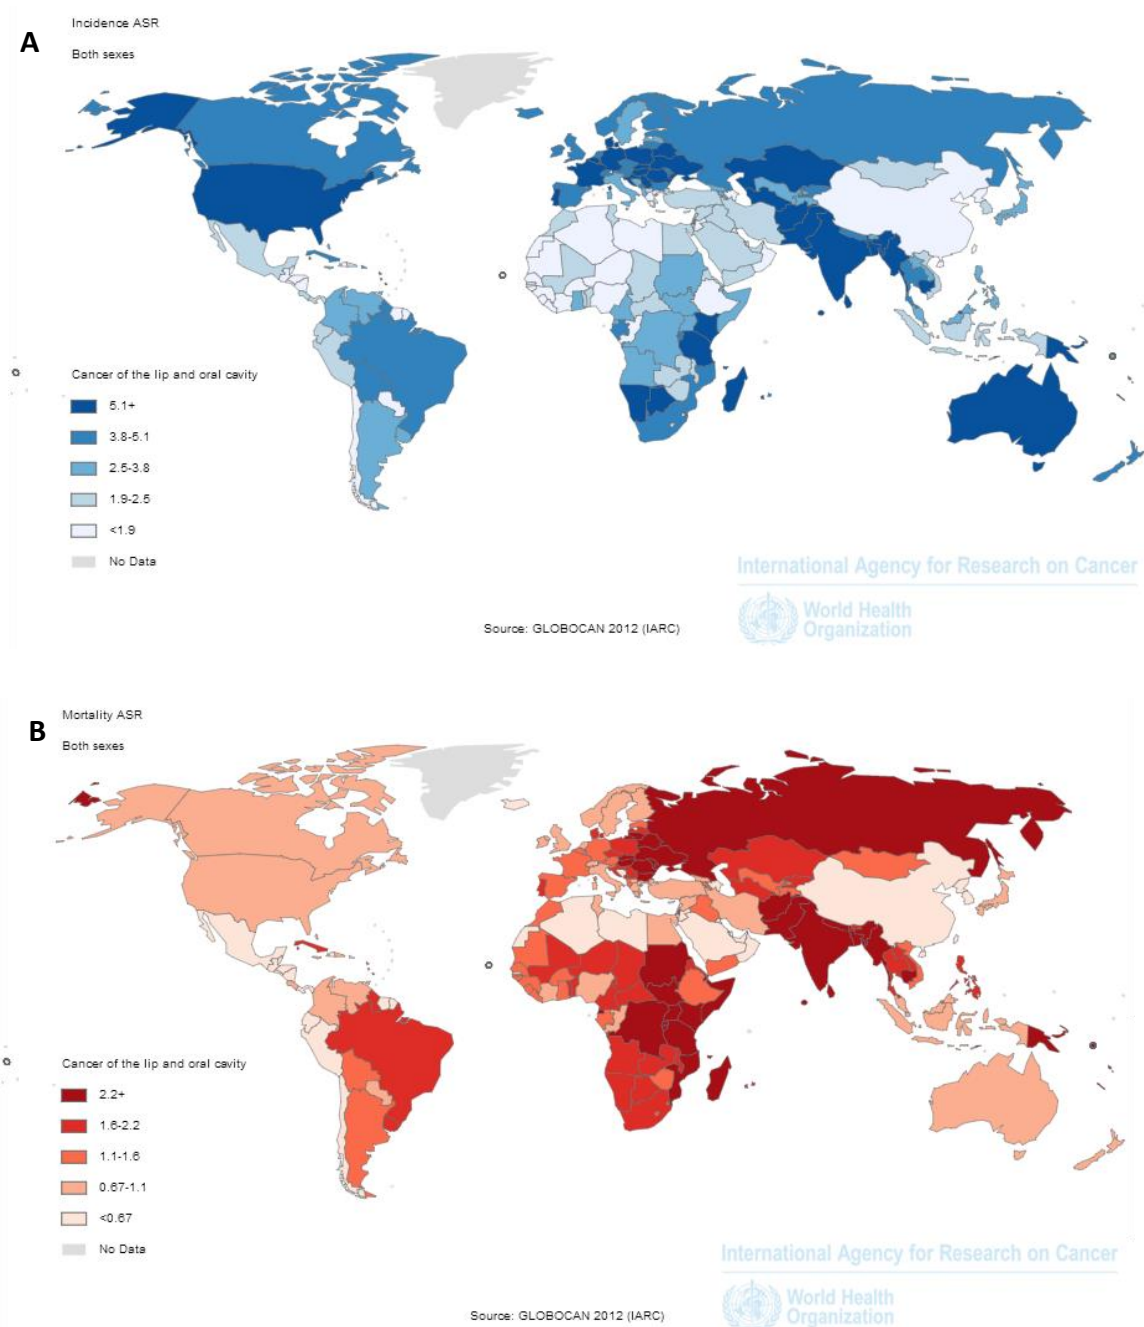 A
Incidence ASR
Both sexes
Cancer of the lip and oral cavity
5.1+
3.8-5.1
2.5-3.8
1.9-2.5
<1.9
No Data
International Agency for Research on Cancer
World Health
Organization
Source: GLOBOCAN 2012 (IARC)
B
Mortality ASR
Both sexes
Cancer of the lip and oral cavity
2.2+
1.6-2.2
1.1-1.6
0.67-1.1
<0.67
No Data
International Agency for Research on Cancer
World Health
Organization
Source: GLOBOCAN 2012 (IARC)